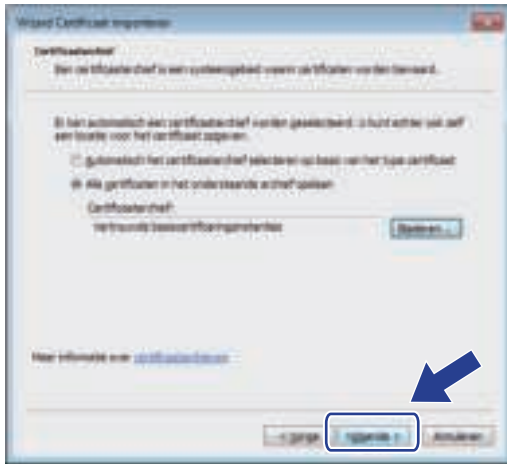 Wizard Certificaat importeren
Certificaatarchief
Een certificaatarchief is een systeemgebied waarin certificaten worden bewaard.
Er kan automatisch een certificaatarchief worden geselecteerd. U kunt echter ook zelf
een locatie voor het certificaat opgeven.
Automatisch het certificaatarchief selecteren op basis van het type certificaat
Alle certificaten in het onderstaande archief opslaan
Certificaatarchief:
Vertrouwde basiscertificeringsinstanties
Bladeren...
Meer informatie over certificaatarchieven
< Vorige
Volgende >
Annuleren